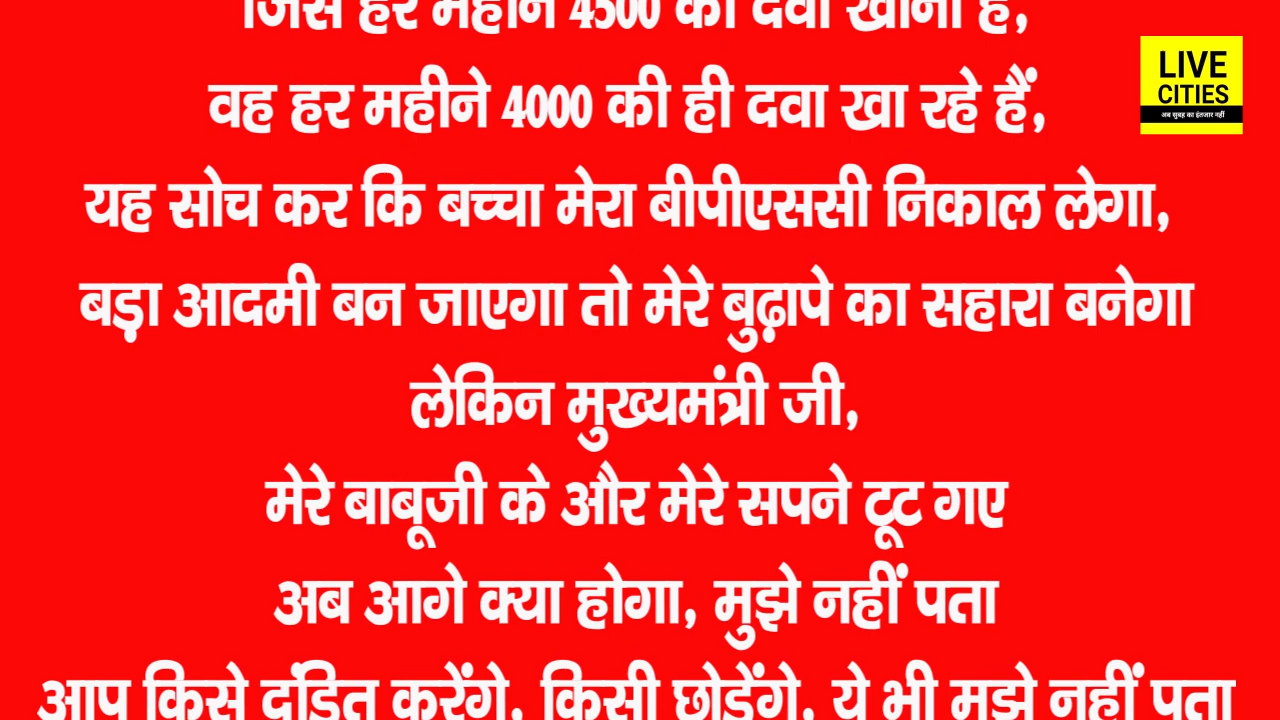 जिसे हर महीने 4500 की दवा खानी है,
वह हर महीने 4000 की ही दवा खा रहे हैं,
यह सोच कर कि बच्चा मेरा बीपीएससी निकाल लेगा,
बड़ा आदमी बन जाएगा तो मेरे बुढ़ापे का सहारा बनेगा
लेकिन मुख्यमंत्री जी,
मेरे बाबूजी के और मेरे सपने टूट गए
अब आगे क्या होगा, मुझे नहीं पता
आप किसे दंडित करेंगे, किसी छोड़ेंगे, ये भी मुझे नहीं पता
LIVE
CITIES
अब सुबह का इंतजार नहीं